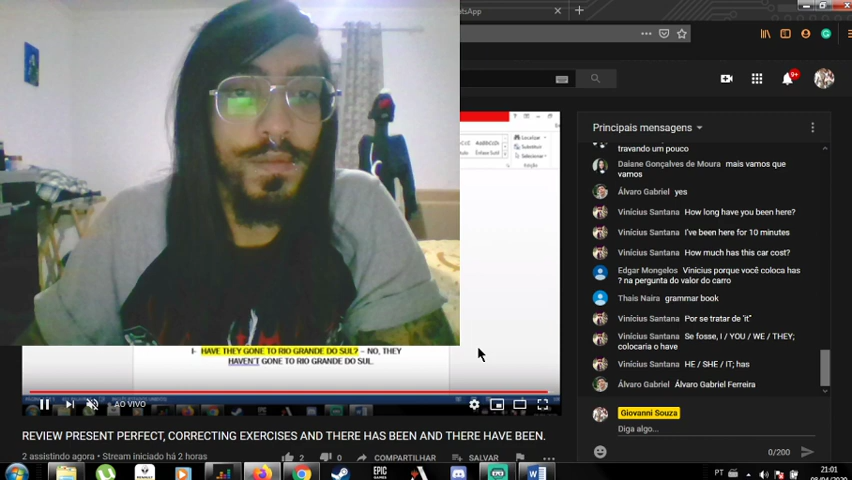 atsApp
Principais mensagens
travando um pouco
Daiane Gonçalves de Moura mais vamos que
vamos
Álvaro Gabriel yes
Vinícius Santana How long have you been here?
Vinícius Santana I've been here for 10 minutes
Vinícius Santana How much has this car cost?
Edgar Mongelos Vinicius porque você coloca has
? na pergunta do valor do carro
Thais Naira grammar book
Vinícius Santana Por se tratar de "it"
Vinícius Santana Se fosse, I / YOU / WE / THEY;
colocaria o have
Vinícius Santana HE / SHE / IT; has
Álvaro Gabriel Álvaro Gabriel Ferreira
Giovanni Souza
Diga algo...
0/200
9+
Localizar
Substituir
Selecionar
I- HAVE THEY GONE TO RIO GRANDE DO SUL? – NO, THEY
HAVEN'T GONE TO RIO GRANDE DO SUL.
AO VIVO
REVIEW PRESENT PERFECT, CORRECTING EXERCISES AND THERE HAS BEEN AND THERE HAVE BEEN.
2 assistindo agora • Stream iniciado há 2 horas
2 0 COMPARTILHAR SALVAR
EPIC
GAMES
PT
21:01